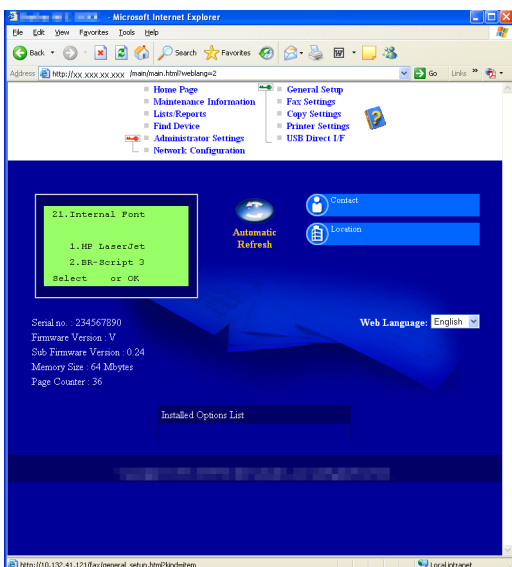 - Microsoft Internet Explorer
File Edit View Favorites Tools Help
Back Search Favorites
Address http://xx.xxx.xx.xxx /main/main.html?weblang=2 Go Links »
Home Page
Maintenance Information
Lists/Reports
Find Device
Administrator Settings
Network Configuration
General Setup
Fax Settings
Copy Settings
Printer Settings
USB Direct I/F
21.Internal Font
1.HP LaserJet
2.BR-Script 3
Select or OK
Automatic
Refresh
Contact
Location
Serial no. : 234567890
Firmware Version : V
Sub Firmware Version : 0.24
Memory Size : 64 Mbytes
Page Counter : 36
Web Language: English
Installed Options List
http://10.132.41.121/fax/general_setup.html?kind=item Local intranet